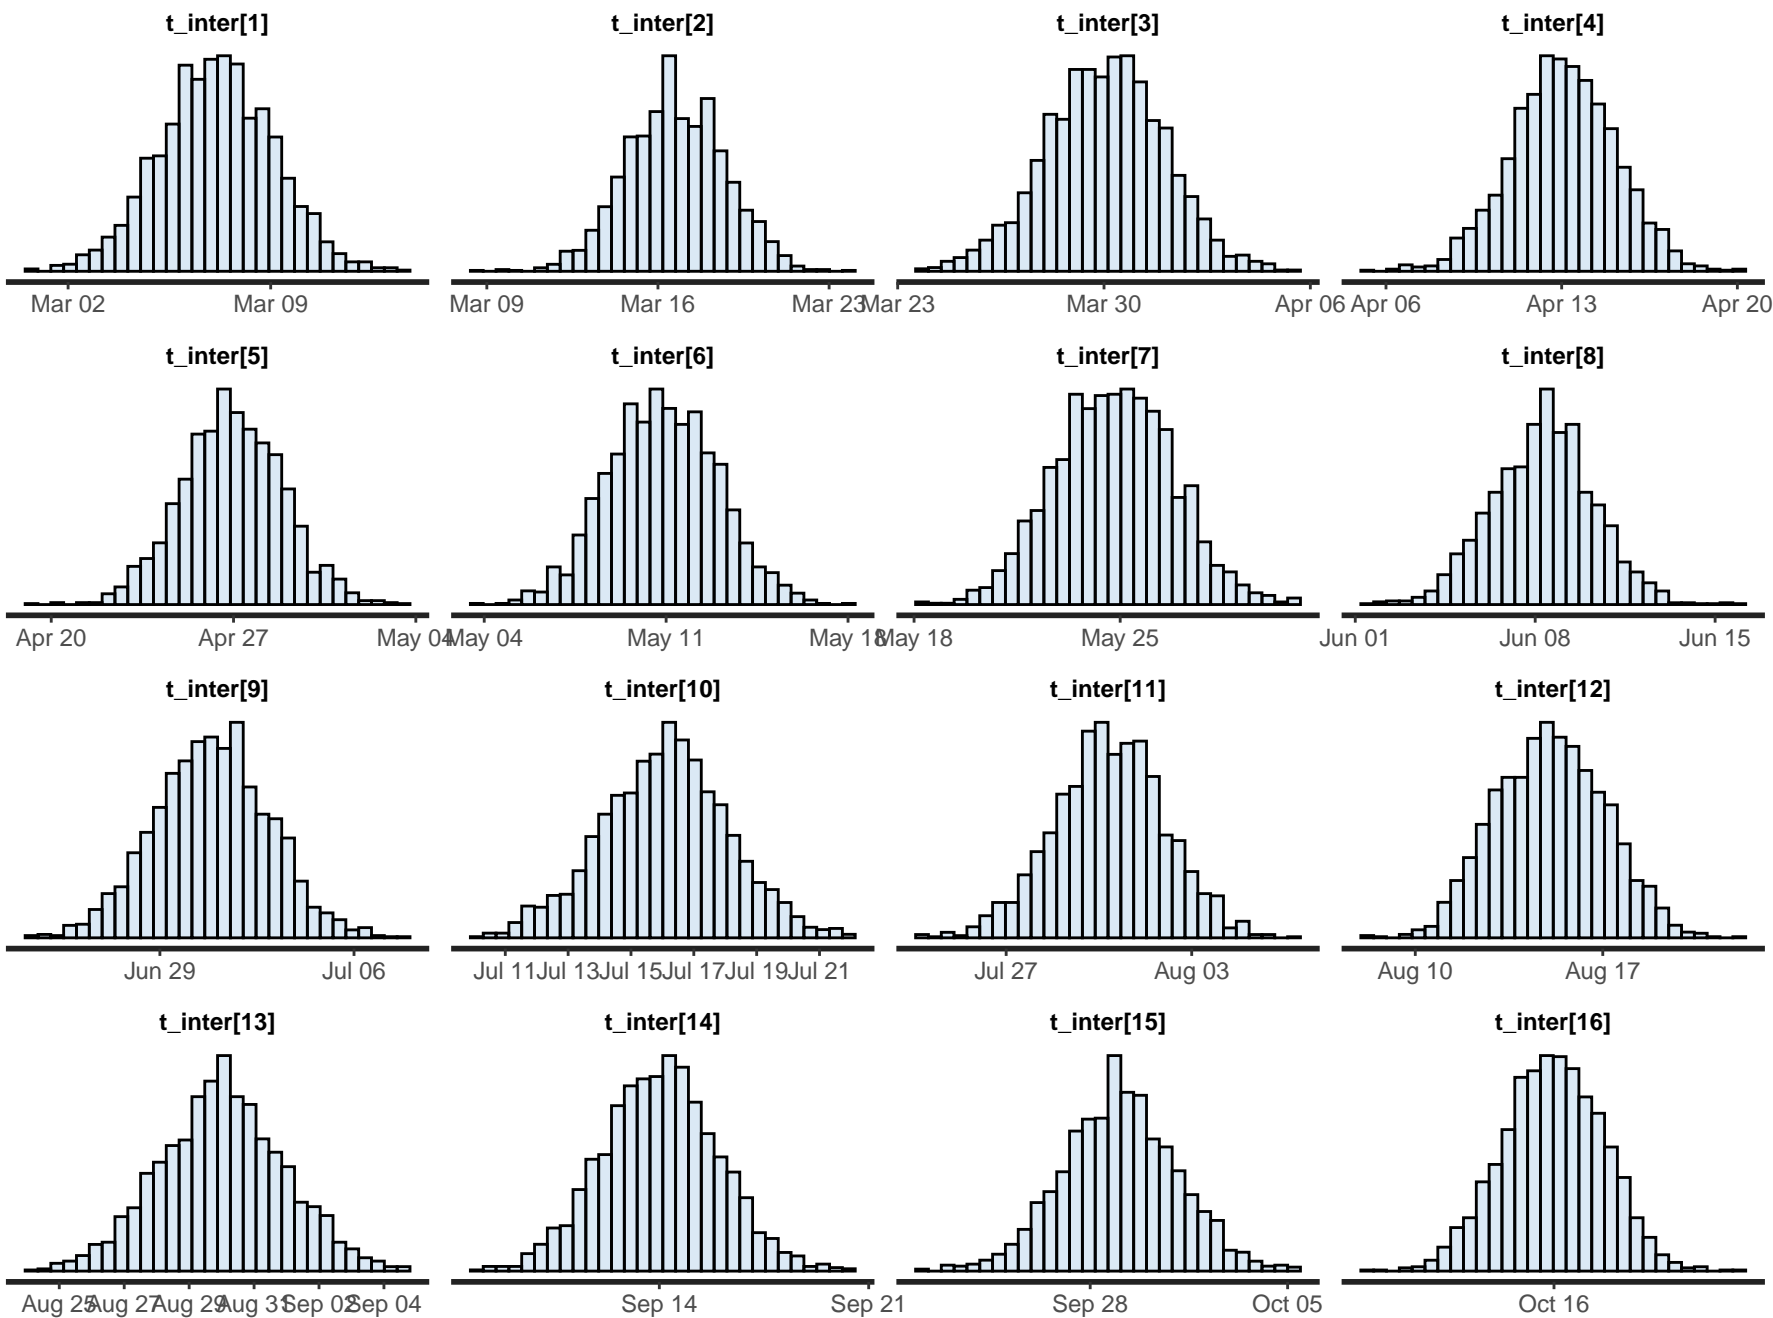 t_inter[1] t_inter[2] t_inter[3] t_inter[4]
Mar 02 Mar 09 Mar 09 Mar 16 Mar 23 Mar 23 Mar 30 Apr 06 Apr 06 Apr 13 Apr 20
t_inter[5] t_inter[6] t_inter[7] t_inter[8]
Apr 20 Apr 27 May 04 May 04 May 11 May 18 May 18 May 25 Jun 01 Jun 08 Jun 15
t_inter[9] t_inter[10] t_inter[11] t_inter[12]
Jun 29 Jul 06 Jul 11 Jul 13 Jul 15 Jul 17 Jul 19 Jul 21 Jul 27 Aug 03 Aug 10 Aug 17
t_inter[13] t_inter[14] t_inter[15] t_inter[16]
Aug 25 Aug 27 Aug 29 Aug 31 Sep 02 Sep 04 Sep 14 Sep 21 Sep 28 Oct 05 Oct 16